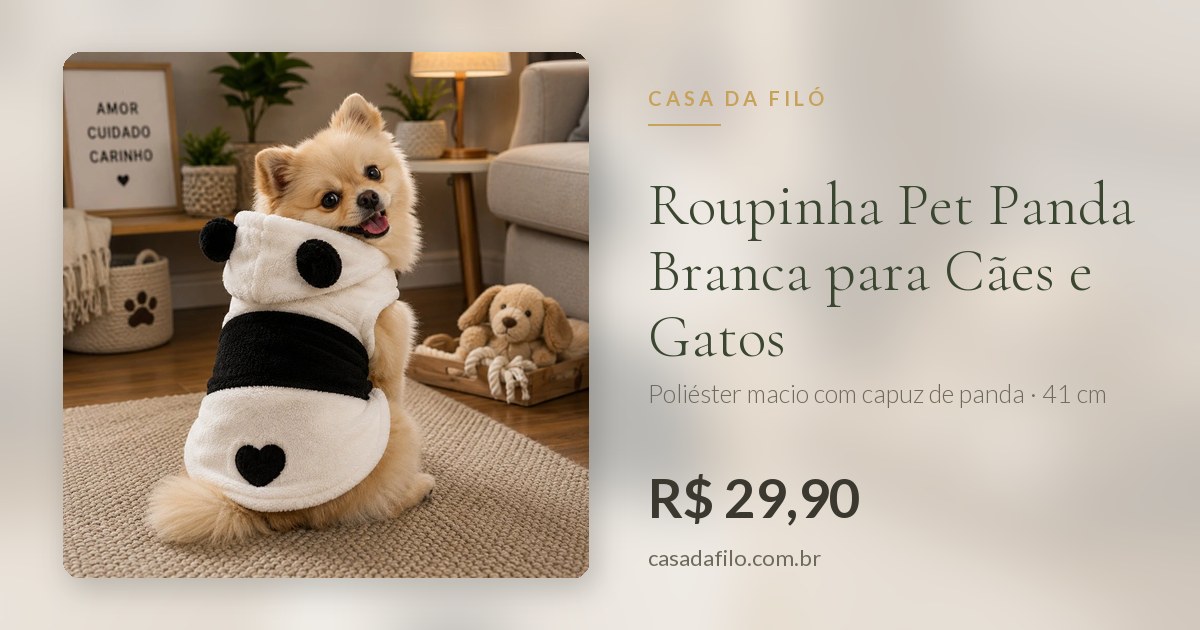 AMOR
CUIDADO
CARINHO
CASA DA FILÓ
Roupinha Pet Panda
Branca para Cães e
Gatos
Poliéster macio com capuz de panda · 41 cm
R$ 29,90
casadafilo.com.br